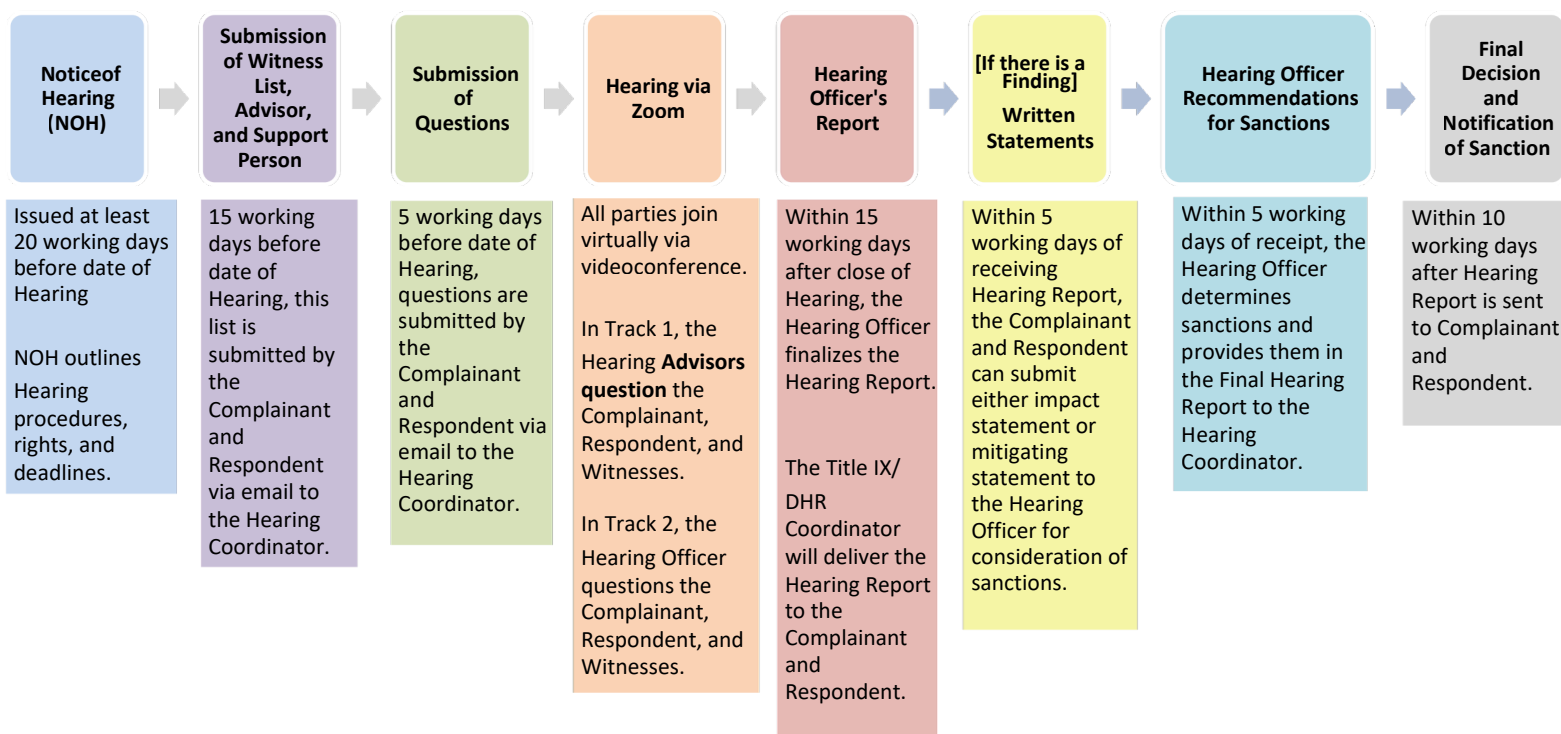 Noticeof
Hearing
(NOH)
Submission
of Witness
List,
Advisor,
and Support
Person
Submission
of
Questions
Hearing via
Zoom
Hearing
Officer's
Report
[If there is a
Finding]
Written
Statements
Hearing Officer
Recommendations
for Sanctions
Final
Decision
and
Notification
of Sanction
Issued at least
20 working days
before date of
Hearing
NOH outlines
Hearing
procedures,
rights, and
deadlines.
15 working
days before
date of
Hearing, this
list is
submitted by
the
Complainant
and
Respondent
via email to
the Hearing
Coordinator.
5 working days
before date of
Hearing,
questions are
submitted by
the
Complainant
and
Respondent via
email to the
Hearing
Coordinator.
All parties join
virtually via
videoconference.
In Track 1, the
Hearing Advisors
question the
Complainant,
Respondent, and
Witnesses.
In Track 2, the
Hearing Officer
questions the
Complainant,
Respondent, and
Witnesses.
Within 15
working days
after close of
Hearing, the
Hearing Officer
finalizes the
Hearing Report.
The Title IX/
DHR
Coordinator
will deliver the
Hearing Report
to the
Complainant
and
Respondent.
Within 5
working days of
receiving
Hearing Report,
the Complainant
and Respondent
can submit
either impact
statement or
mitigating
statement to
the Hearing
Officer for
consideration of
sanctions.
Within 5 working
days of receipt, the
Hearing Officer
determines
sanctions and
provides them in
the Final Hearing
Report to the
Hearing
Coordinator.
Within 10
working days
after Hearing
Report is sent
to Complainant
and
Respondent.